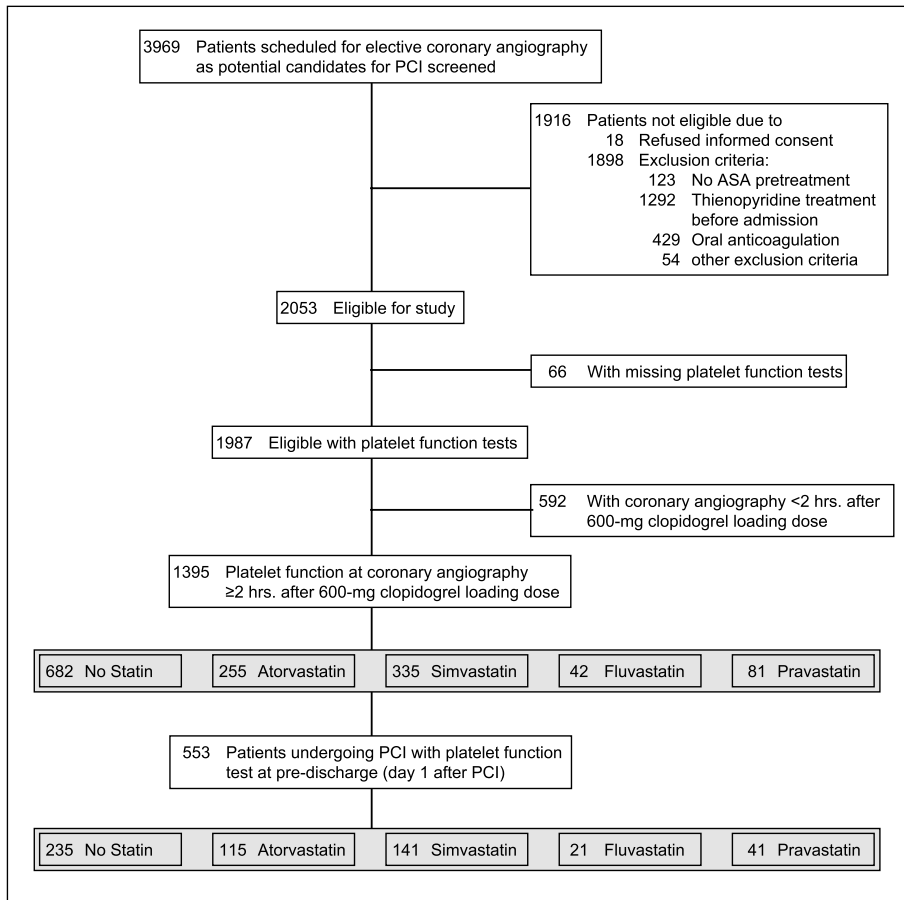 3969 Patients scheduled for elective coronary angiography
as potential candidates for PCI screened
1916 Patients not eligible due to
18 Refused informed consent
1898 Exclusion criteria:
123 No ASA pretreatment
1292 Thienopyridine treatment
before admission
429 Oral anticoagulation
54 other exclusion criteria
2053 Eligible for study
66 With missing platelet function tests
1987 Eligible with platelet function tests
592 With coronary angiography <2 hrs. after
600-mg clopidogrel loading dose
1395 Platelet function at coronary angiography
≥2 hrs. after 600-mg clopidogrel loading dose
682 No Statin 255 Atorvastatin 335 Simvastatin 42 Fluvastatin 81 Pravastatin
553 Patients undergoing PCI with platelet function
test at pre-discharge (day 1 after PCI)
235 No Statin 115 Atorvastatin 141 Simvastatin 21 Fluvastatin 41 Pravastatin